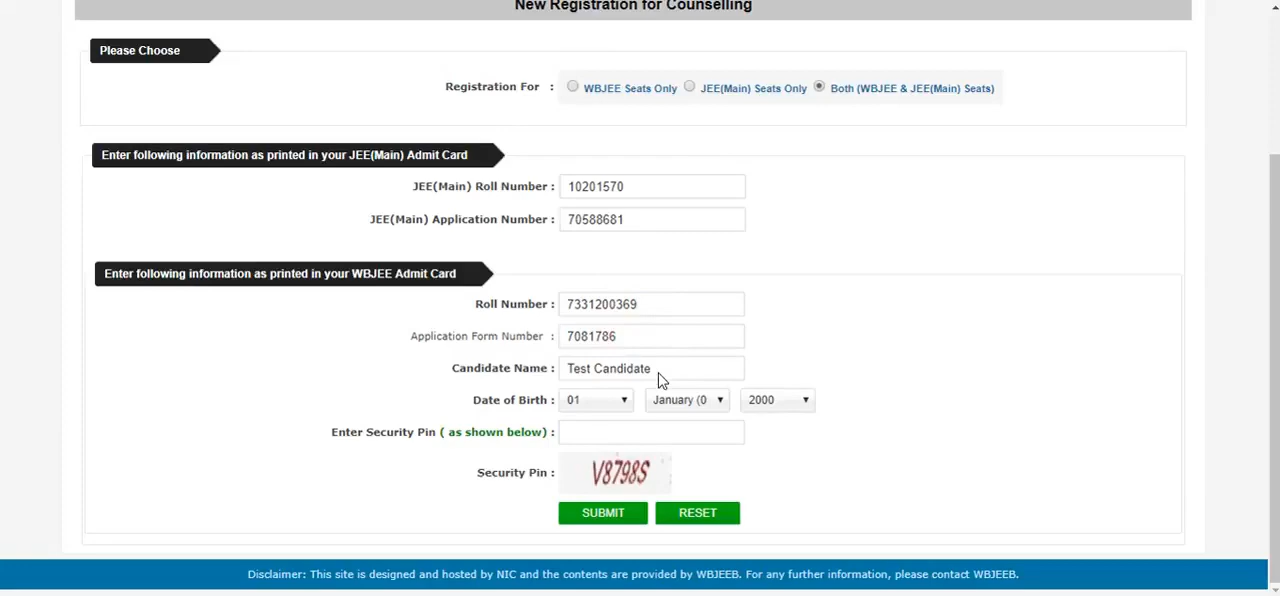 New Registration for Counselling
Please Choose
Registration For : WBJEE Seats Only JEE(Main) Seats Only Both (WBJEE & JEE(Main) Seats)
Enter following information as printed in your JEE(Main) Admit Card
JEE(Main) Roll Number : 10201570
JEE(Main) Application Number : 70588681
Enter following information as printed in your WBJEE Admit Card
Roll Number : 7331200369
Application Form Number : 7081786
Candidate Name : Test Candidate
Date of Birth : 01 January (0 2000
Enter Security Pin ( as shown below) :
Security Pin : V8798S
SUBMIT RESET
Disclaimer: This site is designed and hosted by NIC and the contents are provided by WBJEEB. For any further information, please contact WBJEEB.